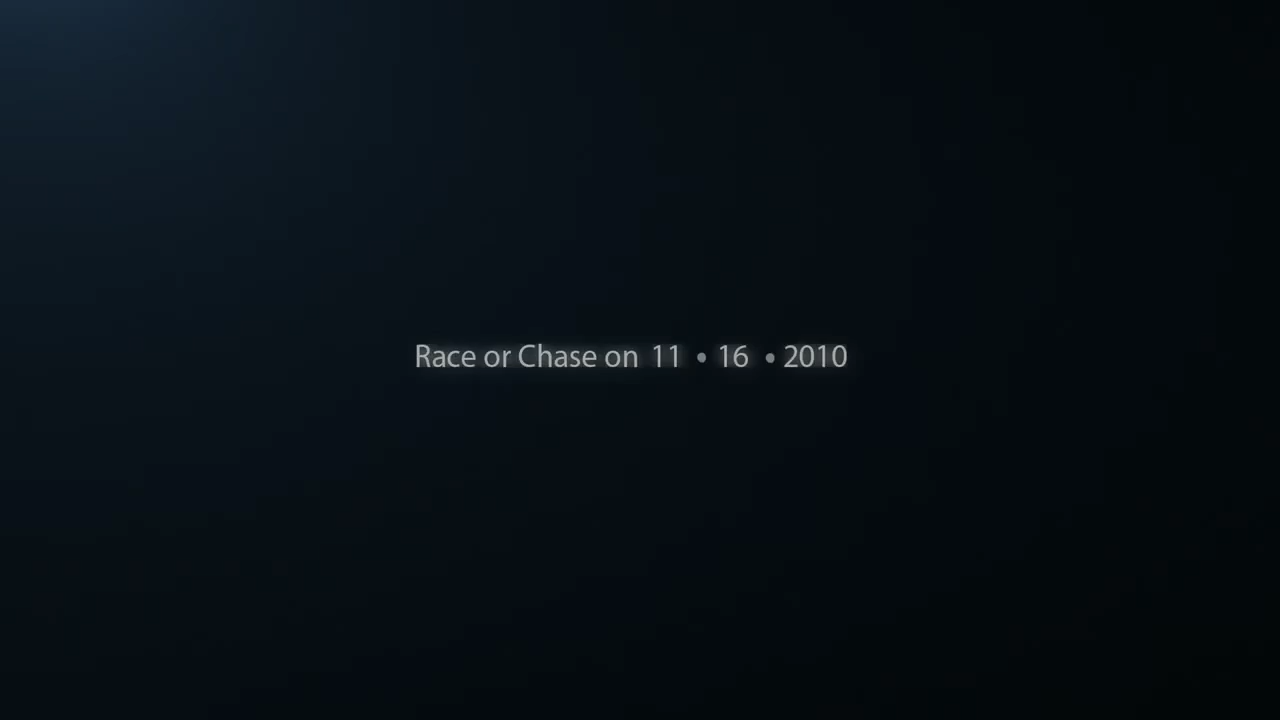 Race or Chase on 11 • 16 • 2010